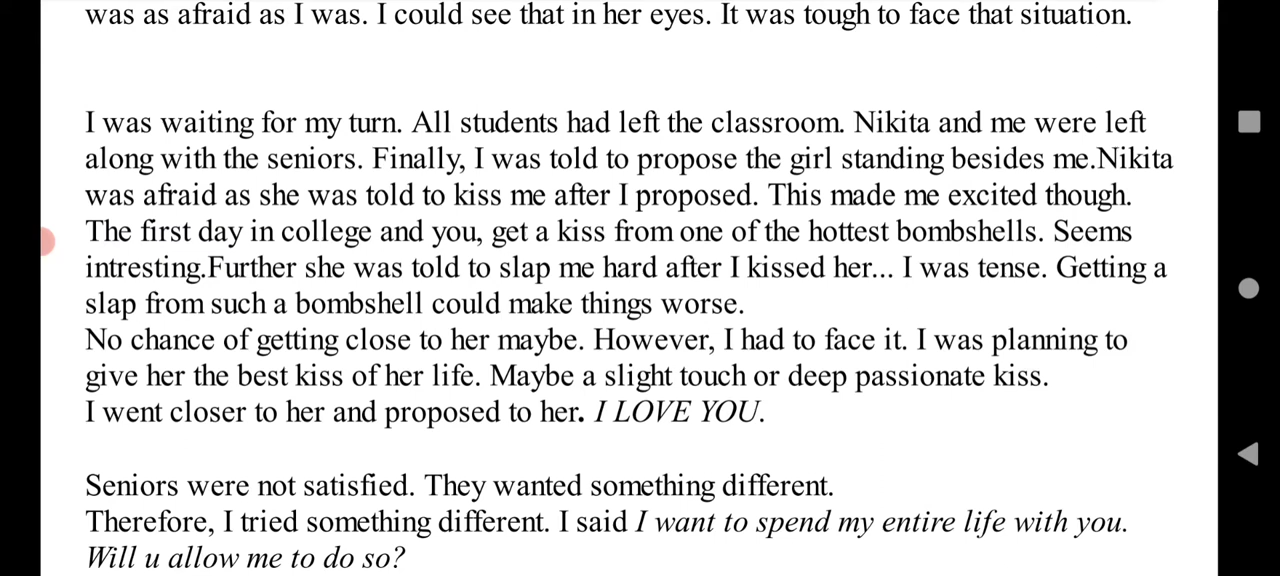 was as afraid as I was. I could see that in her eyes. It was tough to face that situation.
I was waiting for my turn. All students had left the classroom. Nikita and me were left
along with the seniors. Finally, I was told to propose the girl standing besides me.Nikita
was afraid as she was told to kiss me after I proposed. This made me excited though.
The first day in college and you, get a kiss from one of the hottest bombshells. Seems
intresting.Further she was told to slap me hard after I kissed her... I was tense. Getting a
slap from such a bombshell could make things worse.
No chance of getting close to her maybe. However, I had to face it. I was planning to
give her the best kiss of her life. Maybe a slight touch or deep passionate kiss.
I went closer to her and proposed to her. I LOVE YOU.
Seniors were not satisfied. They wanted something different.
Therefore, I tried something different. I said I want to spend my entire life with you.
Will u allow me to do so?